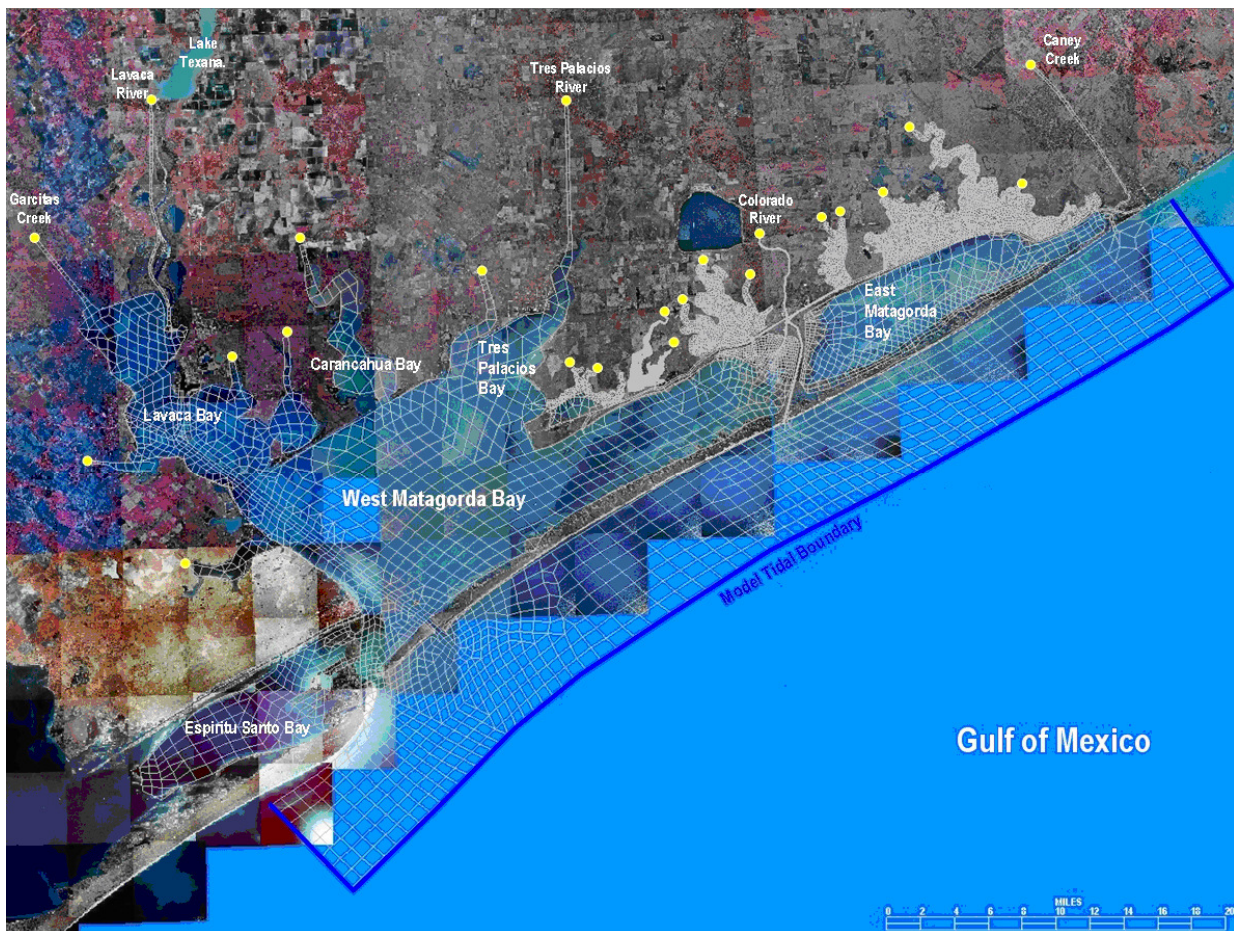 Lake
Texana.
Lavaca
River
Tres Palacios
River
Caney
Creek
Garcitas
Creek
Colorado
River
East
Matagorda
Bay
Carancahua Bay
Tres
Palacios
Bay
Lavaca Bay
West Matagorda Bay
Model Tidal Boundary
Espiritu Santo Bay
Gulf of Mexico
MILES
0 2 4 6 8 10 12 14 16 18 20